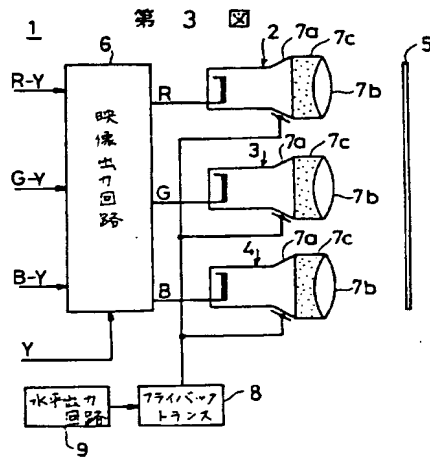 第 3 図
1
6
2 7a 7c
5
R-Y
R
7b
映像出力回路
3 7a 7c
G-Y
G
7b
4 7a 7c
B-Y
B
7b
Y
水平出力
回路
フライバック
トランス
8
9